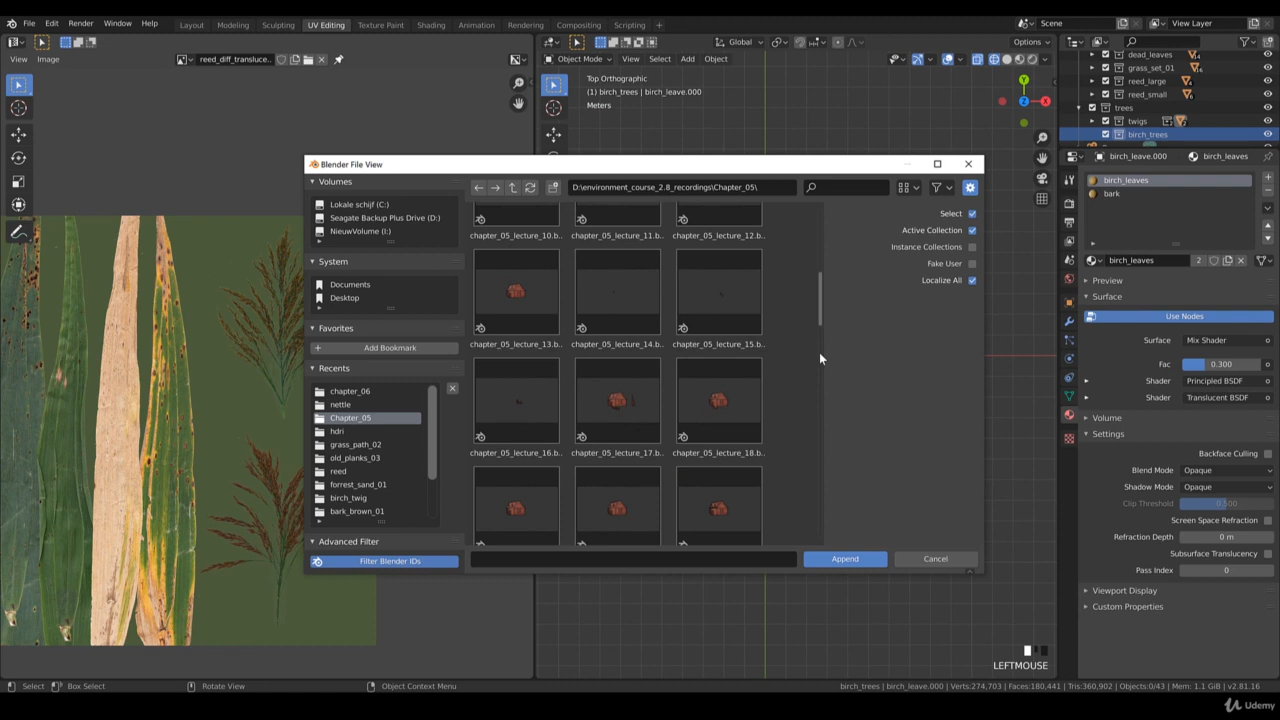 File Edit Render Window Help Layout Modeling Sculpting UV Editing Texture Paint Shading Animation Rendering Compositing Scripting Scene View Layer
Global Options
View Image reed_diff_transluce... Object Mode View Select Add Object
dead_leaves
grass_set_01
reed_large
reed_small
trees
twigs
birch_trees
Top Orthographic
(1) birch_trees | birch_leave.000
Meters
Y
Z
X
Blender File View
Volumes
Lokale schijf (C:)
Seagate Backup Plus Drive (D:)
NieuwVolume (I:)
System
Documents
Desktop
Favorites
Add Bookmark
Recents
chapter_06
nettle
Chapter_05
hdri
grass_path_02
old_planks_03
reed
forrest_sand_01
birch_twig
bark_brown_01
Advanced Filter
Filter Blender IDs
D:\environment_course_2.8_recordings\Chapter_05\
chapter_05_lecture_10.b.. chapter_05_lecture_11.b.. chapter_05_lecture_12.b..
chapter_05_lecture_13.b.. chapter_05_lecture_14.b.. chapter_05_lecture_15.b..
chapter_05_lecture_16.b.. chapter_05_lecture_17.b.. chapter_05_lecture_18.b..
Select
Active Collection
Instance Collections
Fake User
Localize All
Append Cancel
birch_leave.000 birch_leaves
birch_leaves
bark
birch_leaves 2
Preview
Surface
Use Nodes
Surface Mix Shader
Fac 0.300
Shader Principled BSDF
Shader Translucent BSDF
Volume
Settings
Backface Culling
Blend Mode Opaque
Shadow Mode Opaque
Clip Threshold 0.500
Screen Space Refraction
Refraction Depth 0 m
Subsurface Translucency
Pass Index 0
Viewport Display
Custom Properties
LEFTMOUSE
Select Box Select Rotate View Object Context Menu birch_trees | birch_leave.000 | Verts:274,703 | Faces:180,441 | Tris:360,902 | Objects:0/43 | Mem: 1.1 GiB | v2.81.16
Udemy